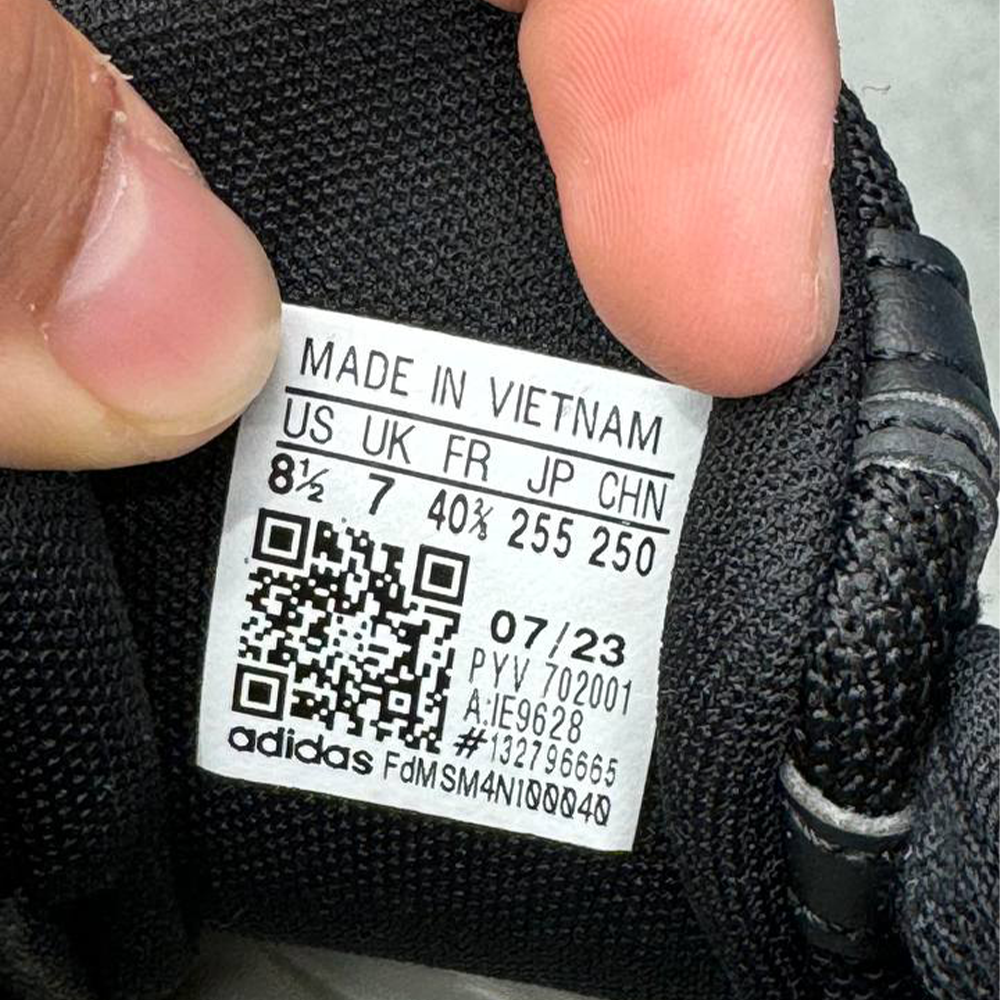 MADE IN VIETNAM
US UK FR JP CHN
8½ 7 40⅔ 255 250
07/23
PYV 702001
A:IE9628
#132796665
adidas FdMSM4NI00040